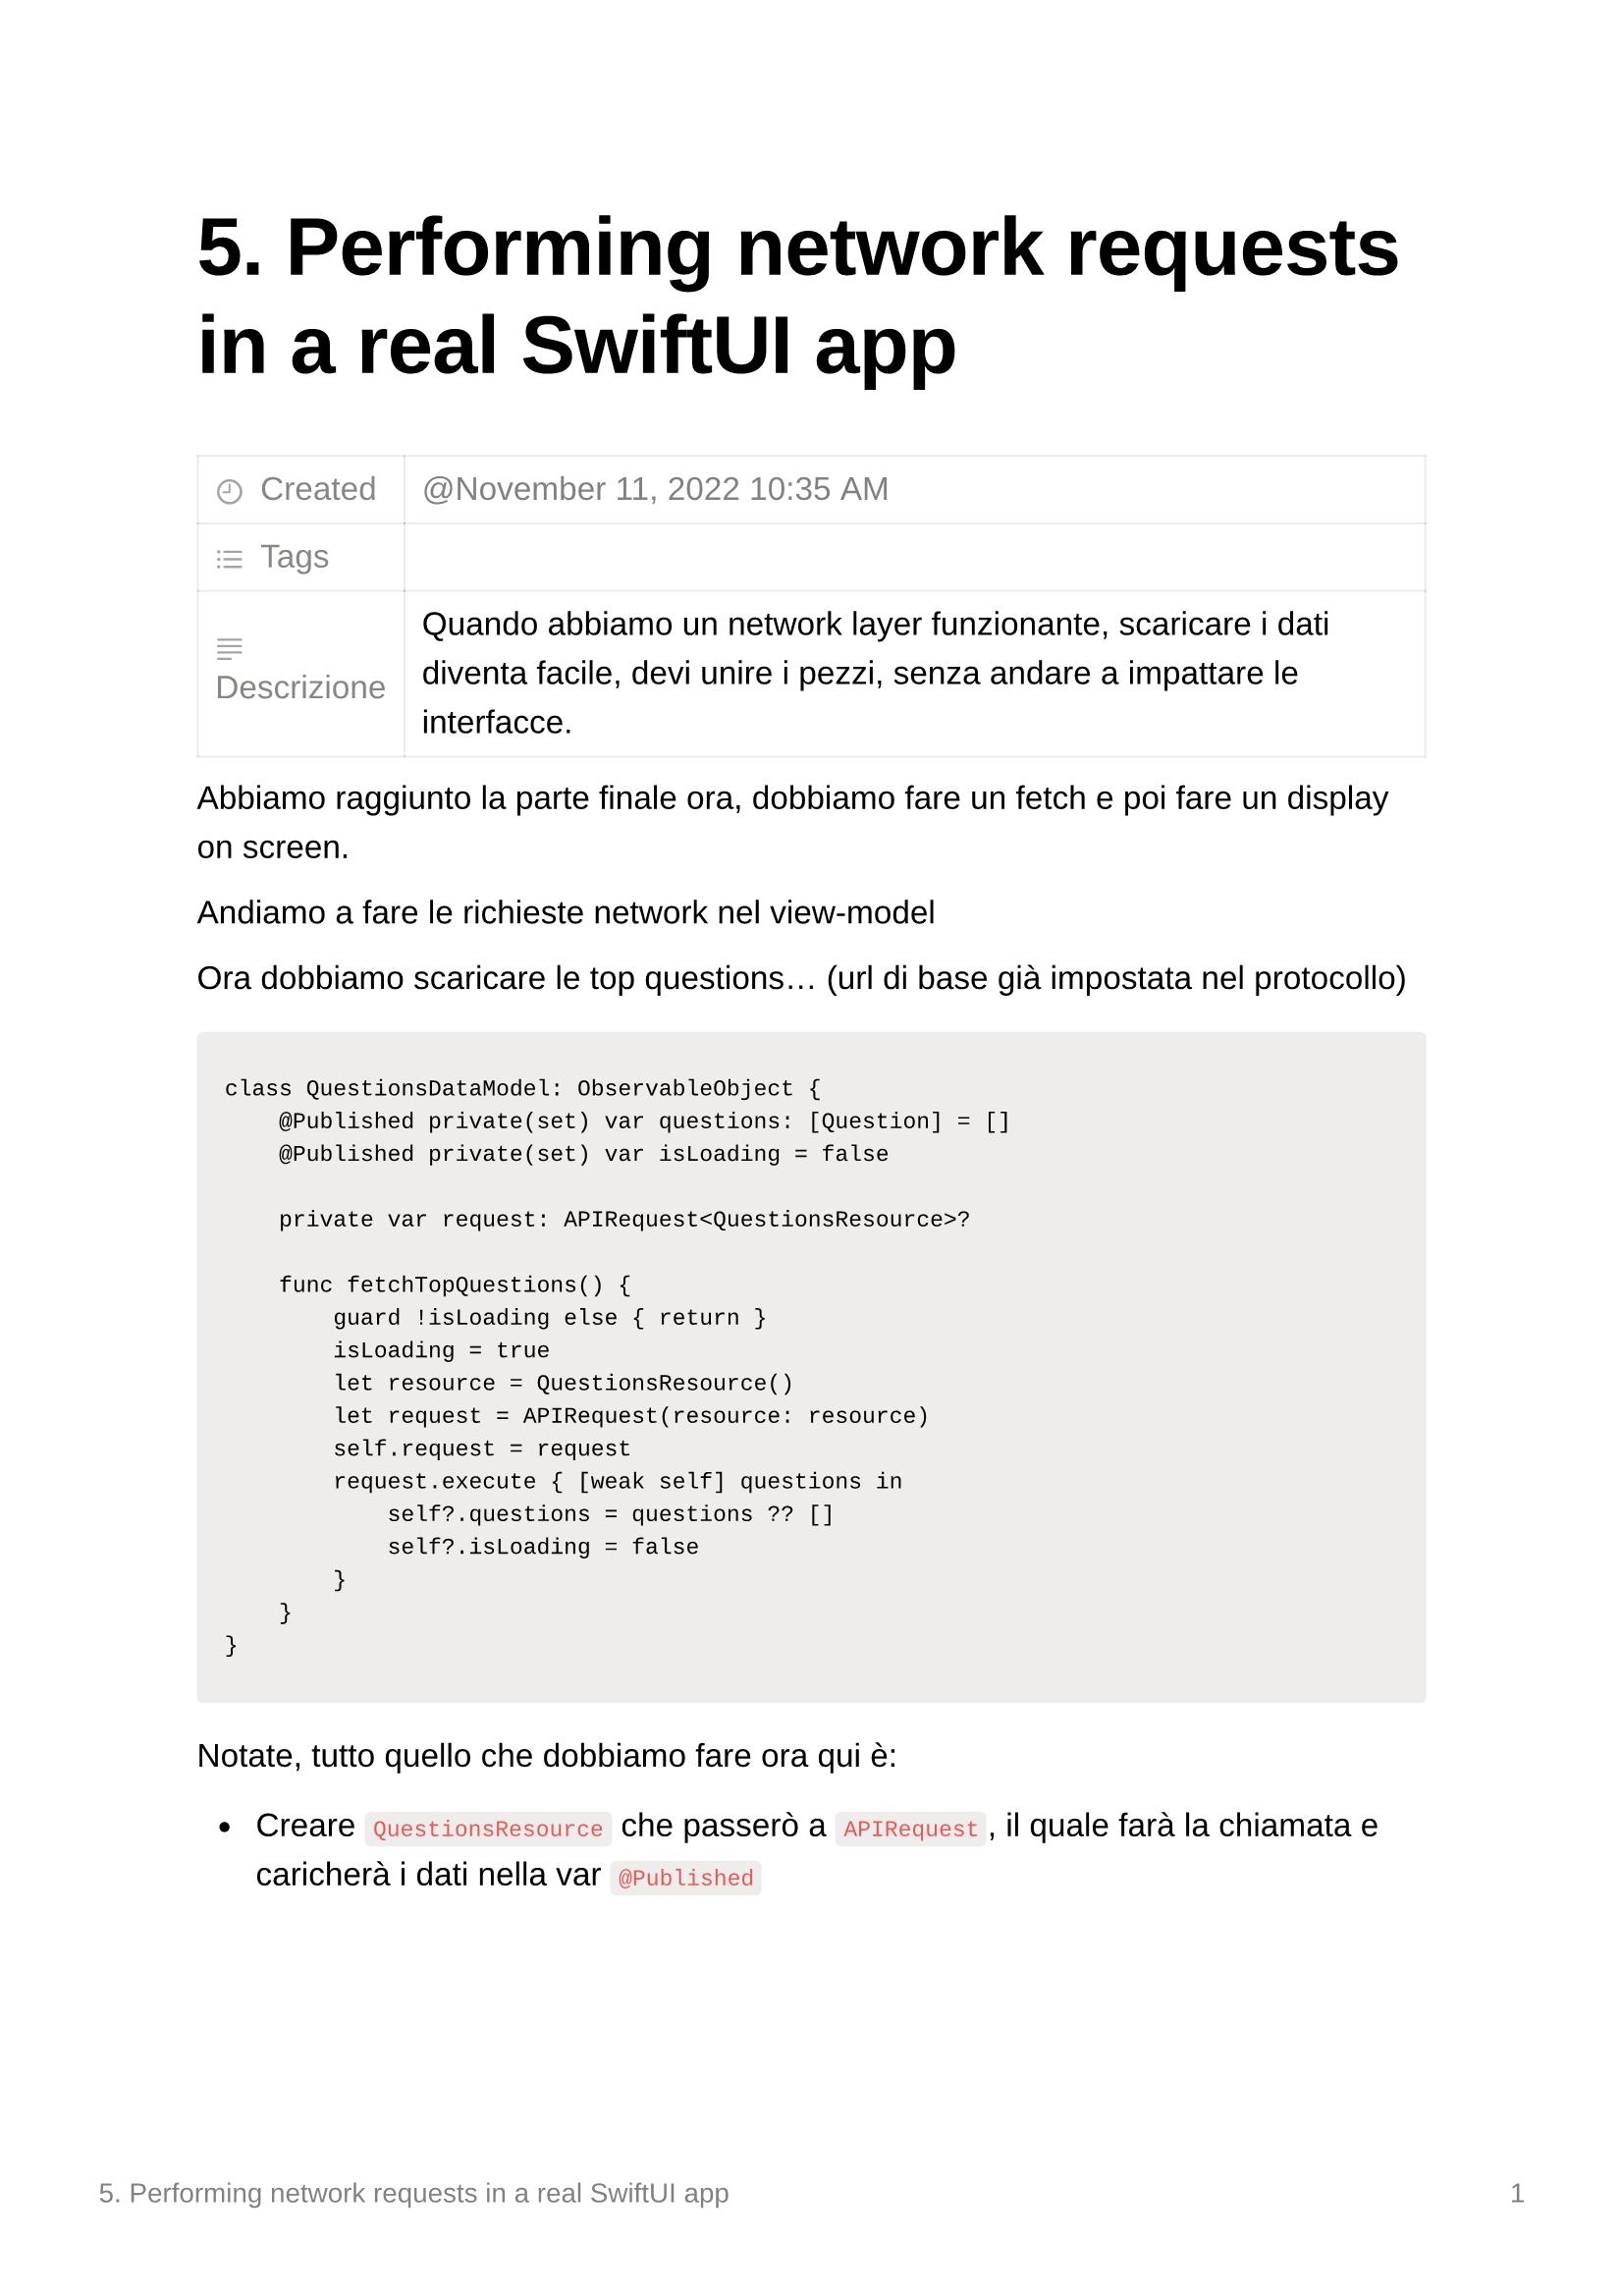 5. Performing network requests
in a real SwiftUI app
Created @November 11, 2022 10:35 AM
Tags
Descrizione
Quando abbiamo un network layer funzionante, scaricare i dati
diventa facile, devi unire i pezzi, senza andare a impattare le
interfacce.
Abbiamo raggiunto la parte finale ora, dobbiamo fare un fetch e poi fare un display
on screen.
Andiamo a fare le richieste network nel view-model
Ora dobbiamo scaricare le top questions… (url di base già impostata nel protocollo)
class QuestionsDataModel: ObservableObject {
    @Published private(set) var questions: [Question] = []
    @Published private(set) var isLoading = false
    private var request: APIRequest<QuestionsResource>?
    func fetchTopQuestions() {
        guard !isLoading else { return }
        isLoading = true
        let resource = QuestionsResource()
        let request = APIRequest(resource: resource)
        self.request = request
        request.execute { [weak self] questions in
            self?.questions = questions ?? []
            self?.isLoading = false
        }
    }
}
Notate, tutto quello che dobbiamo fare ora qui è:
• Creare QuestionsResource che passerò a APIRequest, il quale farà la chiamata e
caricherà i dati nella var @Published
5. Performing network requests in a real SwiftUI app 1